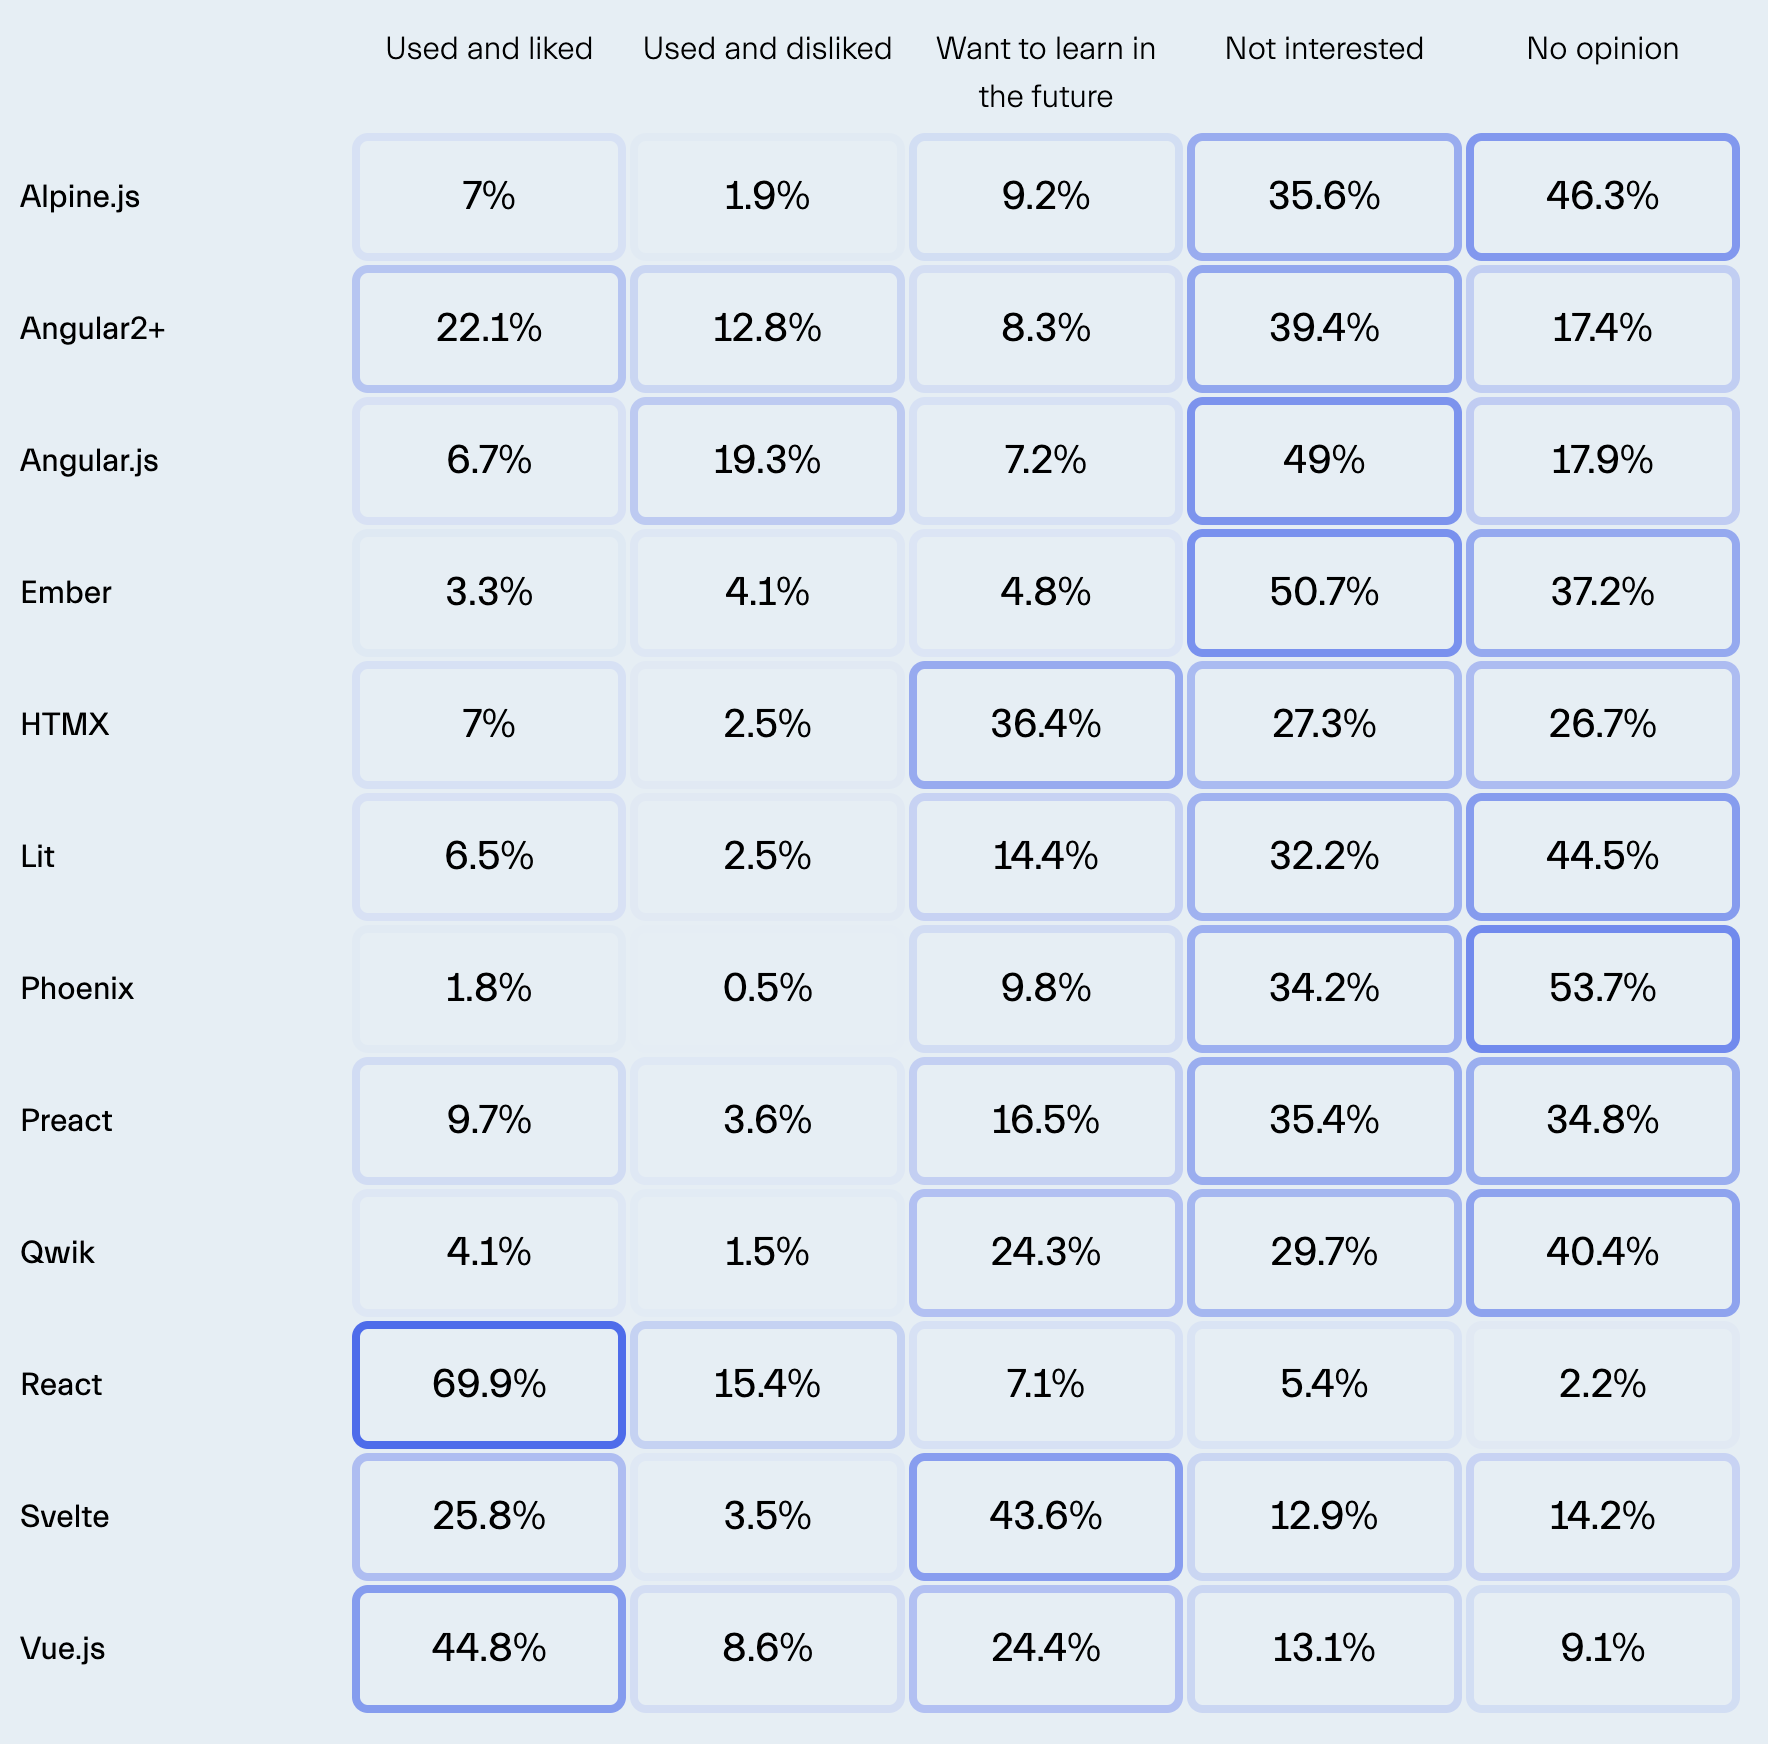 Used and liked Used and disliked Want to learn in Not interested No opinion
the future
Alpine.js 7% 1.9% 9.2% 35.6% 46.3%
Angular2+ 22.1% 12.8% 8.3% 39.4% 17.4%
Angular.js 6.7% 19.3% 7.2% 49% 17.9%
Ember 3.3% 4.1% 4.8% 50.7% 37.2%
HTMX 7% 2.5% 36.4% 27.3% 26.7%
Lit 6.5% 2.5% 14.4% 32.2% 44.5%
Phoenix 1.8% 0.5% 9.8% 34.2% 53.7%
Preact 9.7% 3.6% 16.5% 35.4% 34.8%
Qwik 4.1% 1.5% 24.3% 29.7% 40.4%
React 69.9% 15.4% 7.1% 5.4% 2.2%
Svelte 25.8% 3.5% 43.6% 12.9% 14.2%
Vue.js 44.8% 8.6% 24.4% 13.1% 9.1%